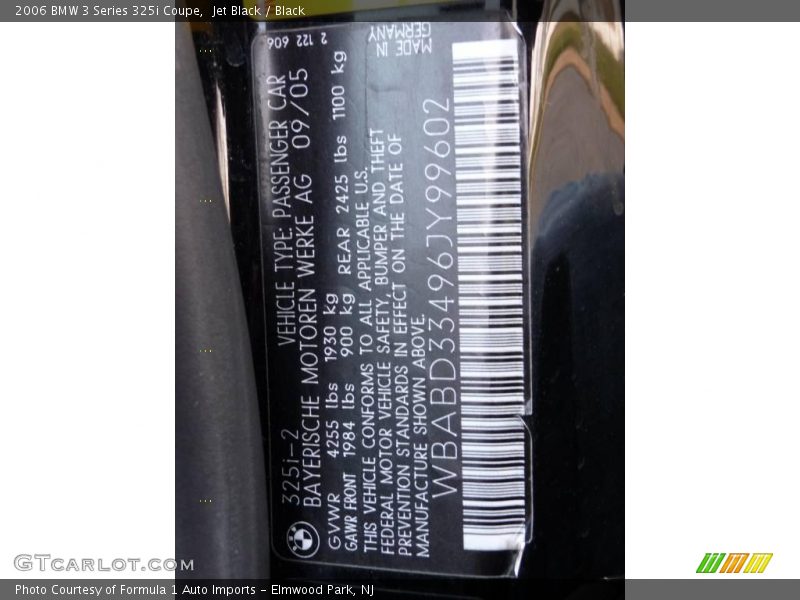 2006 BMW 3 Series 325i Coupe, Jet Black / Black
325i-2 VEHICLE TYPE: PASSENGER CAR
BAYERISCHE MOTOREN WERKE AG 09/05
GVWR 4255 lbs 1930 kg
GAWR FRONT 1984 lbs 900 kg REAR 2425 lbs 1100 kg
THIS VEHICLE CONFORMS TO ALL APPLICABLE U.S.
FEDERAL MOTOR VEHICLE SAFETY, BUMPER AND THEFT
PREVENTION STANDARDS IN EFFECT ON THE DATE OF
MANUFACTURE SHOWN ABOVE.
WBABD33496JY99602
2 122 606
MADE IN
GERMANY
GTCARLOT.COM
Photo Courtesy of Formula 1 Auto Imports - Elmwood Park, NJ